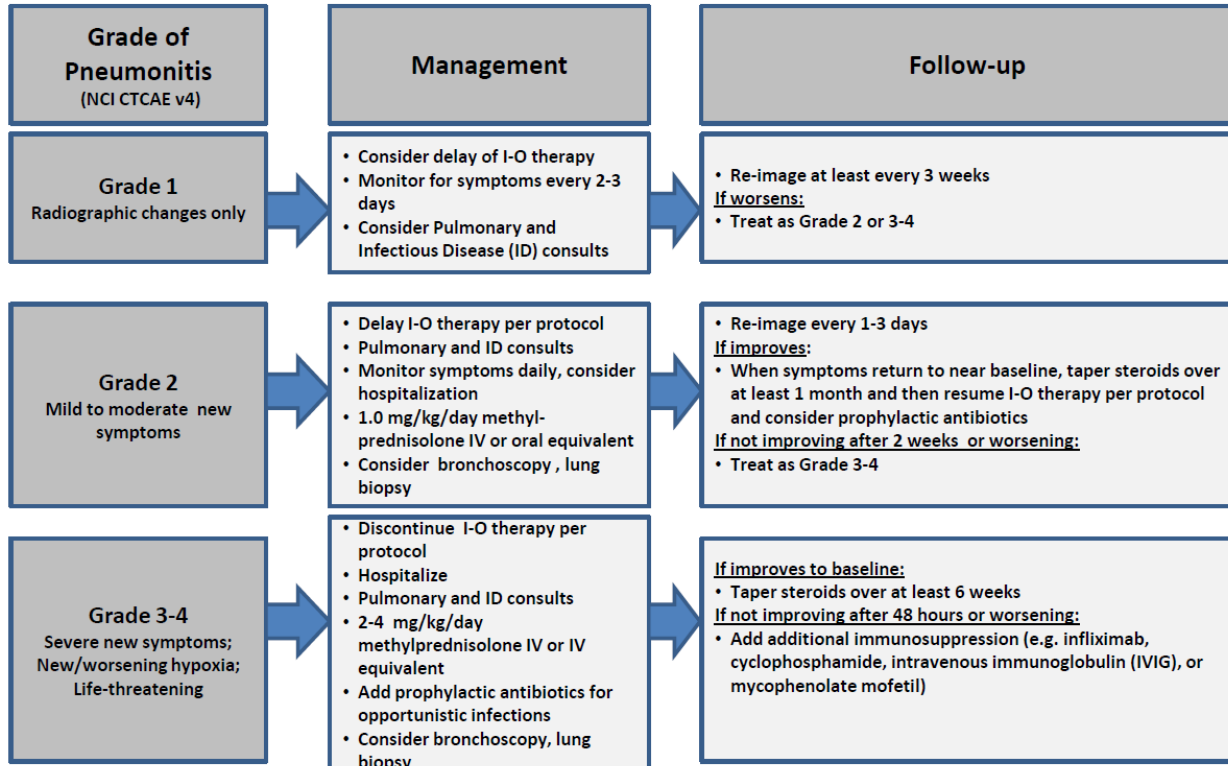 Grade of
Pneumonitis
(NCI CTCAE v4)
Management
Follow-up
Grade 1
Radiographic changes only
• Consider delay of I-O therapy
• Monitor for symptoms every 2-3
days
• Consider Pulmonary and
Infectious Disease (ID) consults
• Re-image at least every 3 weeks
If worsens:
• Treat as Grade 2 or 3-4
Grade 2
Mild to moderate new
symptoms
• Delay I-O therapy per protocol
• Pulmonary and ID consults
• Monitor symptoms daily, consider
hospitalization
• 1.0 mg/kg/day methyl-
prednisolone IV or oral equivalent
• Consider bronchoscopy , lung
biopsy
• Re-image every 1-3 days
If improves:
• When symptoms return to near baseline, taper steroids over
at least 1 month and then resume I-O therapy per protocol
and consider prophylactic antibiotics
If not improving after 2 weeks or worsening:
• Treat as Grade 3-4
Grade 3-4
Severe new symptoms;
New/worsening hypoxia;
Life-threatening
• Discontinue I-O therapy per
protocol
• Hospitalize
• Pulmonary and ID consults
• 2-4 mg/kg/day
methylprednisolone IV or IV
equivalent
• Add prophylactic antibiotics for
opportunistic infections
• Consider bronchoscopy, lung
biopsy
If improves to baseline:
• Taper steroids over at least 6 weeks
If not improving after 48 hours or worsening:
• Add additional immunosuppression (e.g. infliximab,
cyclophosphamide, intravenous immunoglobulin (IVIG), or
mycophenolate mofetil)